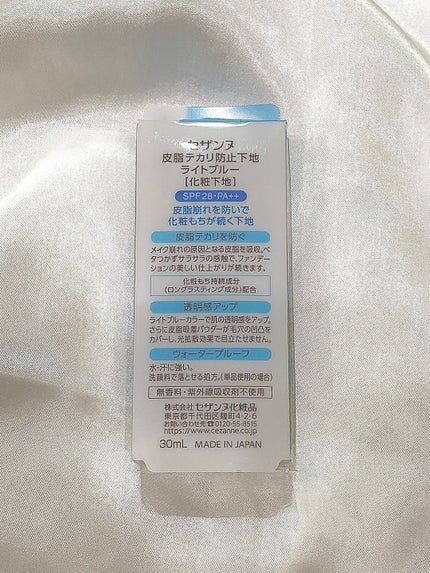 セザンヌ
皮脂テカリ防止下地
ライトブルー
[化粧下地]
SPF28・PA++
皮脂崩れを防いで
化粧もちが続く下地
皮脂テカリを防ぐ
メイク崩れの原因となる皮脂を吸収。ベ
タつかずサラサラの感触で、ファンデー
ションの美しい仕上がりが続きます。
化粧もち持続成分
(ロングラスティング成分)配合
透明感アップ
ライトブルーカラーで肌の透明感をアップ。
さらに皮脂吸着パウダーが毛穴の凹凸を
カバーし、光拡散効果で目立たせません。
ウォータープルーフ
水・汗に強い。
洗顔料で落とせる処方。(単品使用の場合)
無香料・紫外線吸収剤不使用
株式会社 セザンヌ化粧品
東京都千代田区麹町4-2-6
お問い合わせ先☎0120-55-8515
https://www.cezanne.co.jp
30mL MADE IN JAPAN